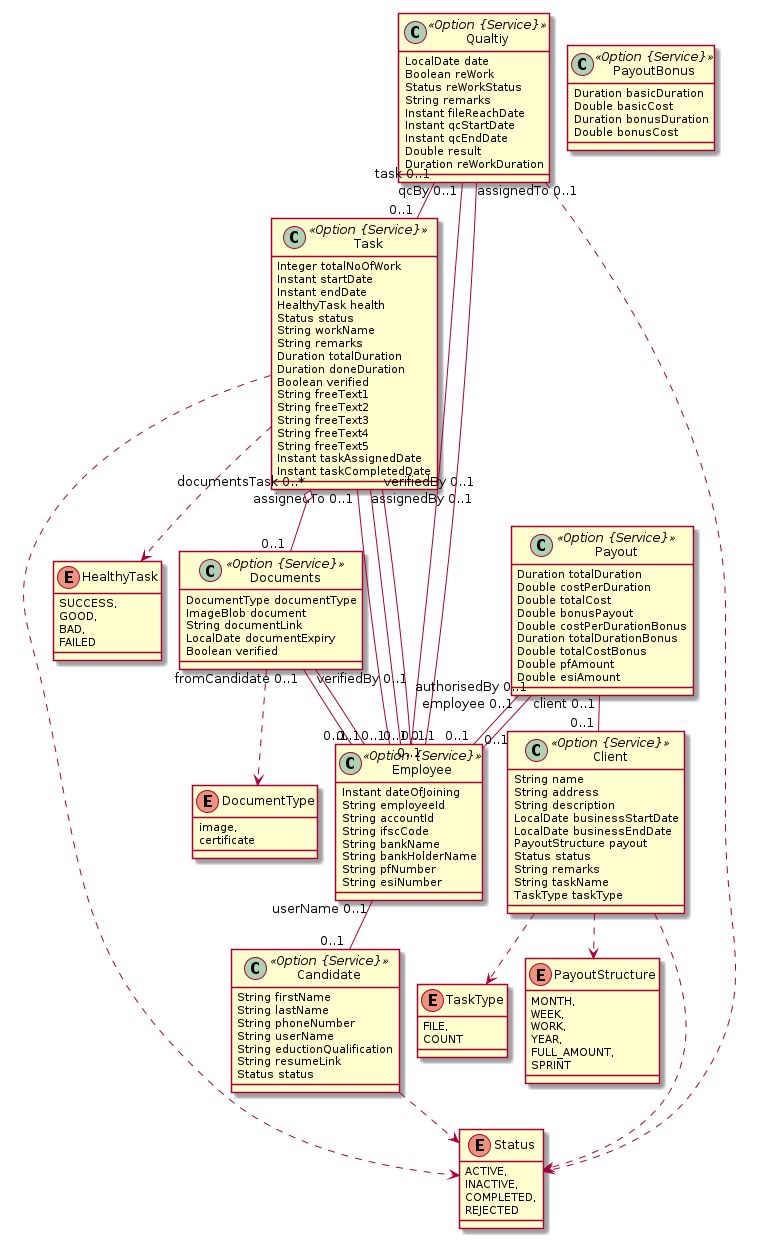 «Option {Service}»
Qualtiy
LocalDate date
Boolean reWork
Status reWorkStatus
String remarks
Instant fileReachDate
Instant qcStartDate
Instant qcEndDate
Double result
Duration reWorkDuration
«Option {Service}»
PayoutBonus
Duration basicDuration
Double basicCost
Duration bonusDuration
Double bonusCost
task 0..1
qcBy 0..1
assignedTo 0..1
0..1
«Option {Service}»
Task
Integer totalNoOfWork
Instant startDate
Instant endDate
HealthyTask health
Status status
String workName
String remarks
Duration totalDuration
Duration doneDuration
Boolean verified
String freeText1
String freeText2
String freeText3
String freeText4
String freeText5
Instant taskAssignedDate
Instant taskCompletedDate
documentsTask 0..*
verifiedBy 0..1
assignedTo 0..1
assignedBy 0..1
0..1
HealthyTask
SUCCESS,
GOOD,
BAD,
FAILED
«Option {Service}»
Documents
DocumentType documentType
ImageBlob document
String documentLink
LocalDate documentExpiry
Boolean verified
«Option {Service}»
Payout
Duration totalDuration
Double costPerDuration
Double totalCost
Double bonusPayout
Double costPerDurationBonus
Duration totalDurationBonus
Double totalCostBonus
Double pfAmount
Double esiAmount
fromCandidate 0..1
verifiedBy 0..1
authorisedBy 0..1
employee 0..1
client 0..1
0..1
0..1
0..1
0..1
DocumentType
image,
certificate
«Option {Service}»
Employee
Instant dateOfJoining
String employeeId
String accountId
String ifscCode
String bankName
String bankHolderName
String pfNumber
String esiNumber
«Option {Service}»
Client
String name
String address
String description
LocalDate businessStartDate
LocalDate businessEndDate
PayoutStructure payout
Status status
String remarks
String taskName
TaskType taskType
userName 0..1
0..1
«Option {Service}»
Candidate
String firstName
String lastName
String phoneNumber
String userName
String eductionQualification
String resumeLink
Status status
TaskType
FILE,
COUNT
PayoutStructure
MONTH,
WEEK,
WORK,
YEAR,
FULL_AMOUNT,
SPRINT
Status
ACTIVE,
INACTIVE,
COMPLETED,
REJECTED